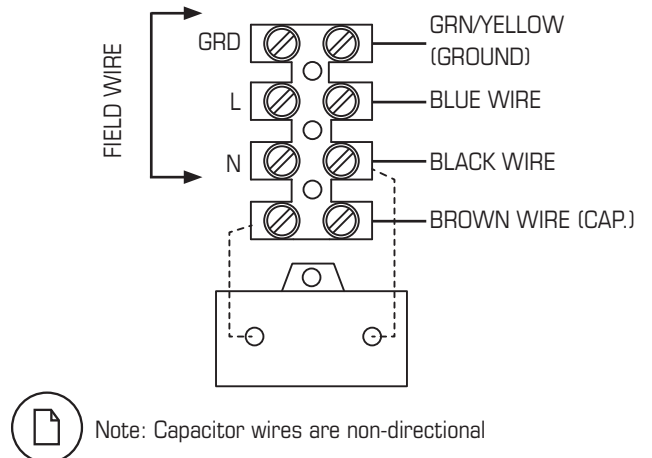 FIELD WIRE
GRD
GRN/YELLOW
(GROUND)
L
BLUE WIRE
N
BLACK WIRE
BROWN WIRE (CAP.)
Note: Capacitor wires are non-directional